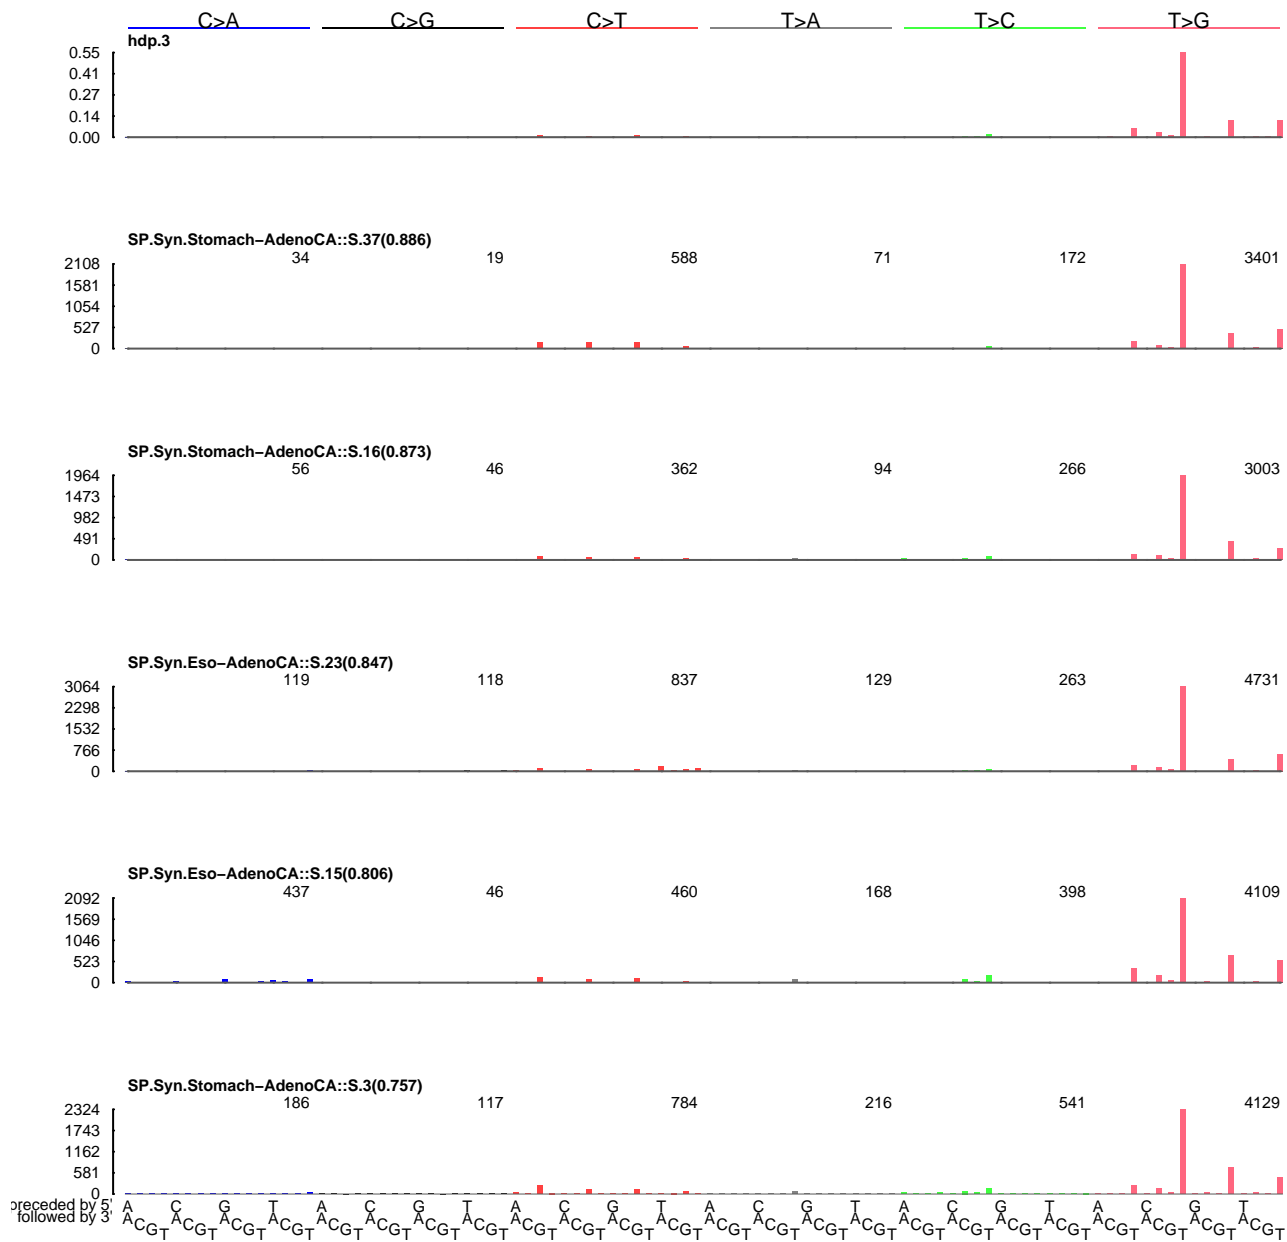 C>A C>G C>T T>A T>C T>G
hdp.3
0.55
0.41
0.27
0.14
0.00
SP.Syn.Stomach−AdenoCA::S.37(0.886)
34 19 588 71 172 3401
2108
1581
1054
527
0
SP.Syn.Stomach−AdenoCA::S.16(0.873)
56 46 362 94 266 3003
1964
1473
982
491
0
SP.Syn.Eso−AdenoCA::S.23(0.847)
119 118 837 129 263 4731
3064
2298
1532
766
0
SP.Syn.Eso−AdenoCA::S.15(0.806)
437 46 460 168 398 4109
2092
1569
1046
523
0
SP.Syn.Stomach−AdenoCA::S.3(0.757)
186 117 784 216 541 4129
2324
1743
1162
581
0
preceded by 5' A C G T A C G T A C G T A C G T A C G T A C G T
followed by 3' A C G T A C G T A C G T A C G T A C G T A C G T A C G T A C G T A C G T A C G T A C G T A C G T A C G T A C G T A C G T A C G T A C G T A C G T A C G T A C G T A C G T A C G T A C G T A C G T